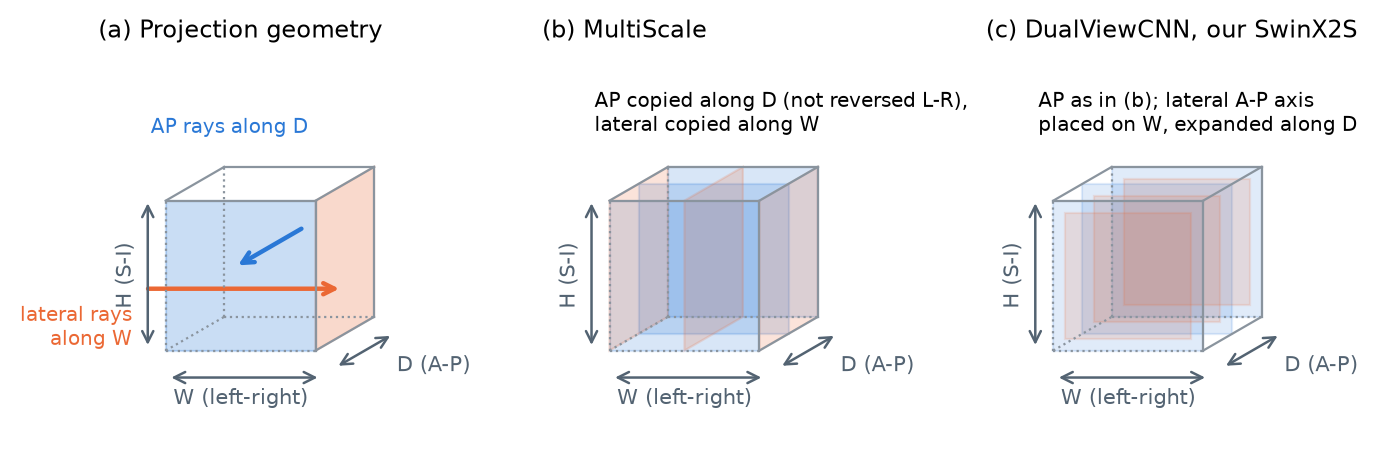 (a) Projection geometry
AP rays along D
H (S-I)
lateral rays
along W
D (A-P)
W (left-right)
(b) MultiScale
AP copied along D (not reversed L-R),
lateral copied along W
H (S-I)
D (A-P)
W (left-right)
(c) DualViewCNN, our SwinX2S
AP as in (b); lateral A-P axis
placed on W, expanded along D
H (S-I)
D (A-P)
W (left-right)